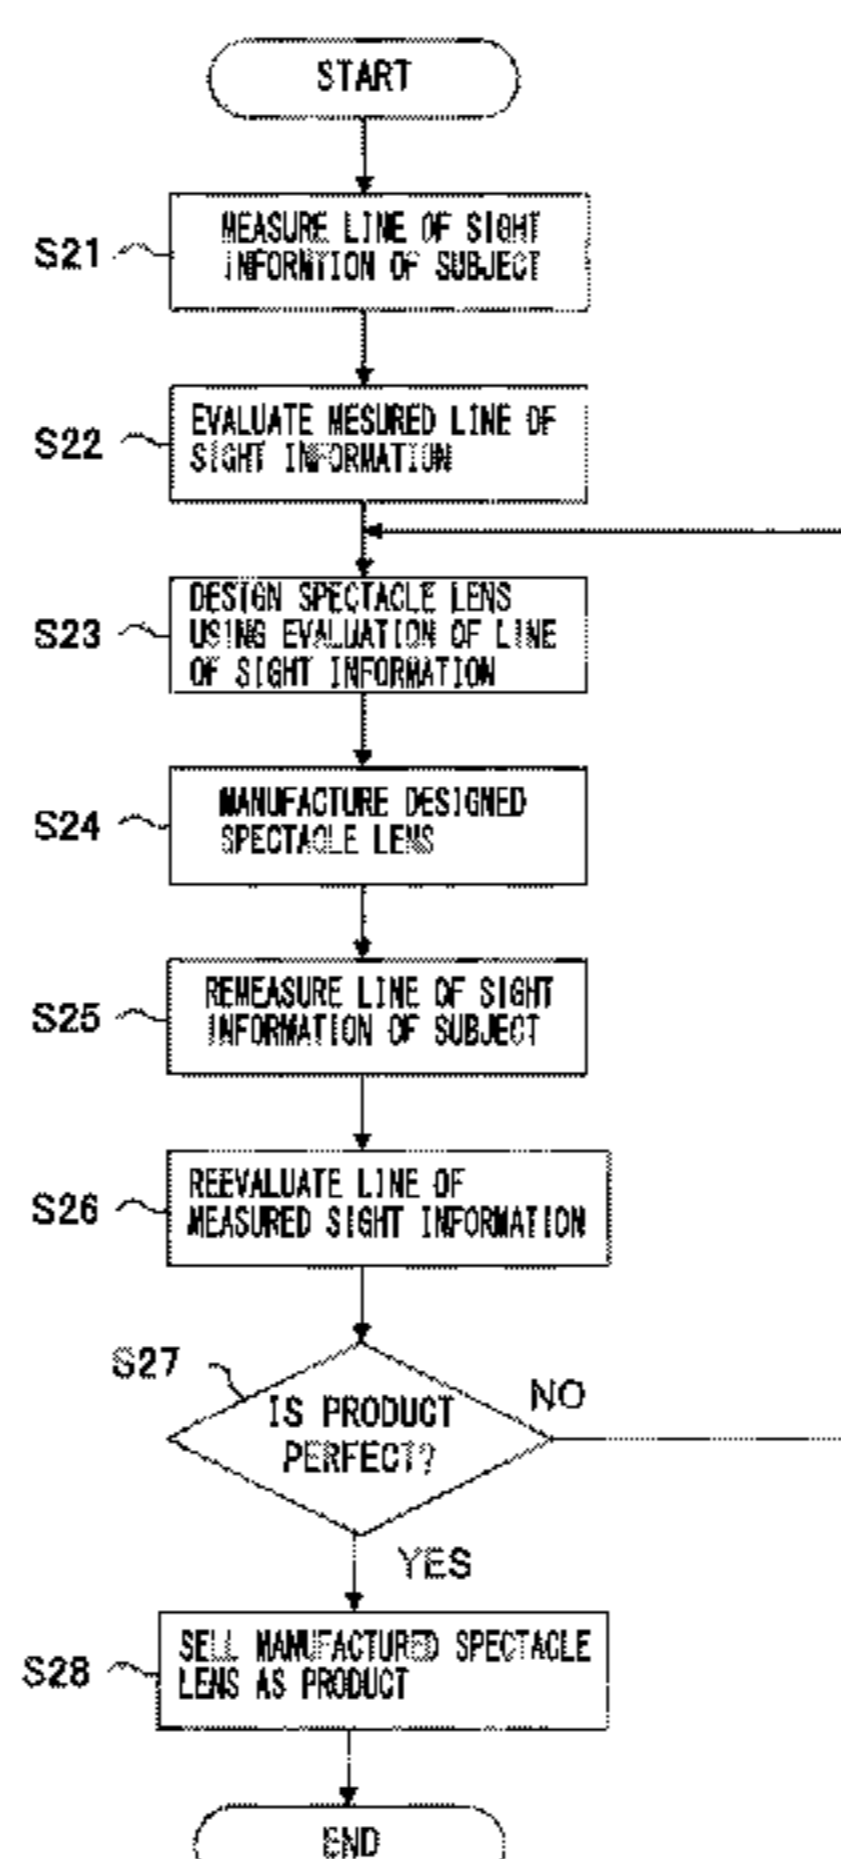 START
S21
MEASURE LINE OF SIGHT
INFORMTION OF SUBJECT
S22
EVALUATE MESURED LINE OF
SIGHT INFORMATION
S23
DESIGN SPECTACLE LENS
USING EVALUATION OF LINE
OF SIGHT INFORMATION
S24
MANUFACTURE DESIGNED
SPECTACLE LENS
S25
REMEASURE LINE OF SIGHT
INFORMATION OF SUBJECT
S26
REEVALUATE LINE OF
MEASURED SIGHT INFORMATION
S27
IS PRODUCT
PERFECT?
NO
YES
S28
SELL MANUFACTURED SPECTACLE
LENS AS PRODUCT
END